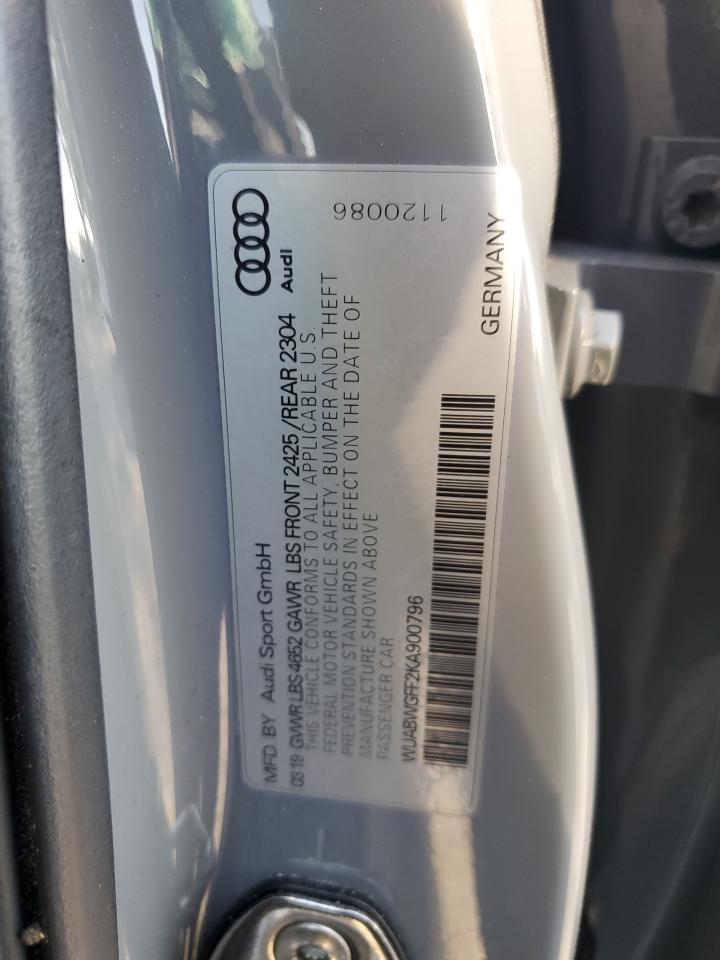 Audi
1120086
MFD. BY Audi Sport GmbH
0319 GVWR LBS 4652 GAWR LBS FRONT 2425 /REAR 2304
THIS VEHICLE CONFORMS TO ALL APPLICABLE U.S.
FEDERAL MOTOR VEHICLE SAFETY, BUMPER AND THEFT
PREVENTION STANDARDS IN EFFECT ON THE DATE OF
MANUFACTURE SHOWN ABOVE
PASSENGER CAR
WUABWGFF2KA900796
GERMANY